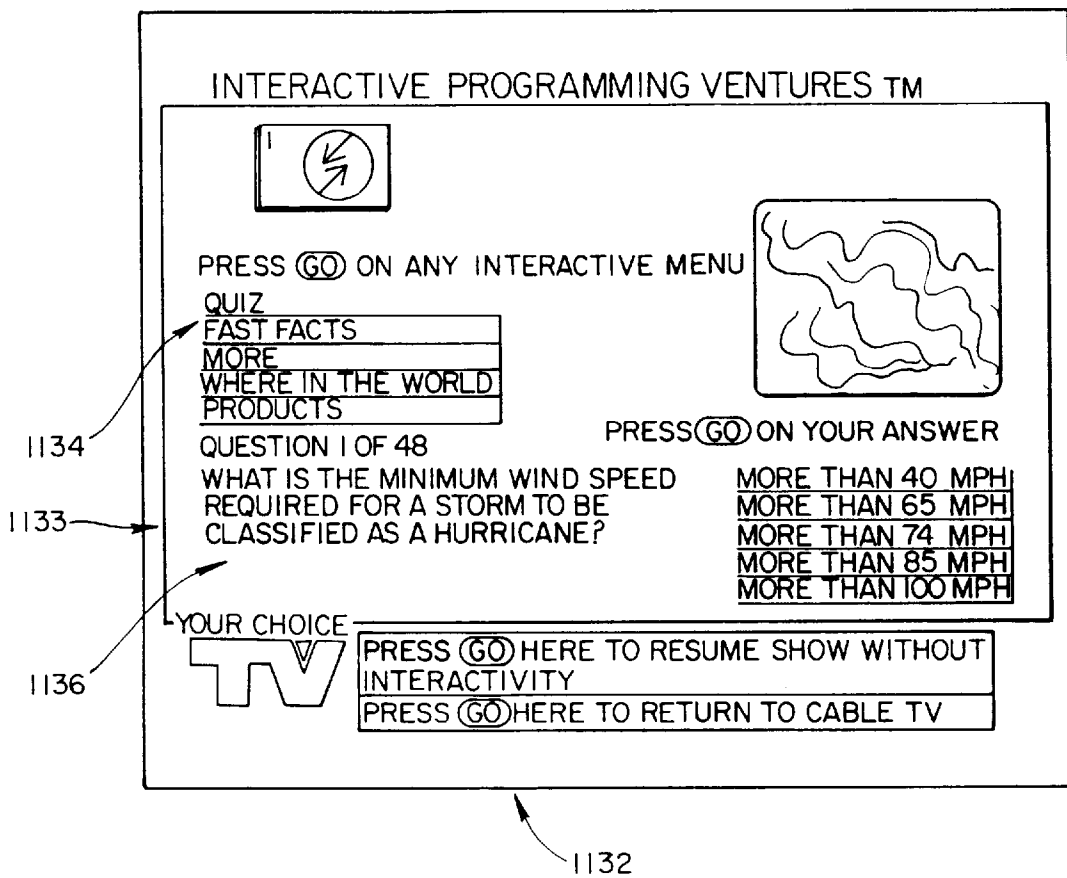 INTERACTIVE PROGRAMMING VENTURES TM
1
PRESS GO ON ANY INTERACTIVE MENU
QUIZ
FAST FACTS
MORE
WHERE IN THE WORLD
PRODUCTS
1134
QUESTION 1 OF 48
PRESS GO ON YOUR ANSWER
WHAT IS THE MINIMUM WIND SPEED
REQUIRED FOR A STORM TO BE
CLASSIFIED AS A HURRICANE?
MORE THAN 40 MPH
MORE THAN 65 MPH
MORE THAN 74 MPH
MORE THAN 85 MPH
MORE THAN 100 MPH
1133
YOUR CHOICE
TV
1136
PRESS GO HERE TO RESUME SHOW WITHOUT
INTERACTIVITY
PRESS GO HERE TO RETURN TO CABLE TV
1132